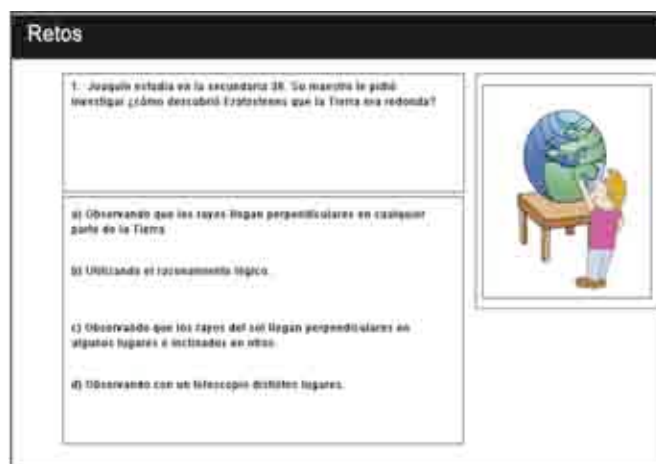 Retos
1. Joaquín estudia en la secundaria 39. Su maestro le pidió
investigar ¿cómo descubrió Eratóstenes que la Tierra era redonda?
a) Observando que los rayos llegan perpendiculares en cualquier
parte de la Tierra
b) Utilizando el razonamiento lógico.
c) Observando que los rayos del sol llegan perpendiculares en
algunos lugares e inclinados en otros
d) Observando con un telescopio distintos lugares.